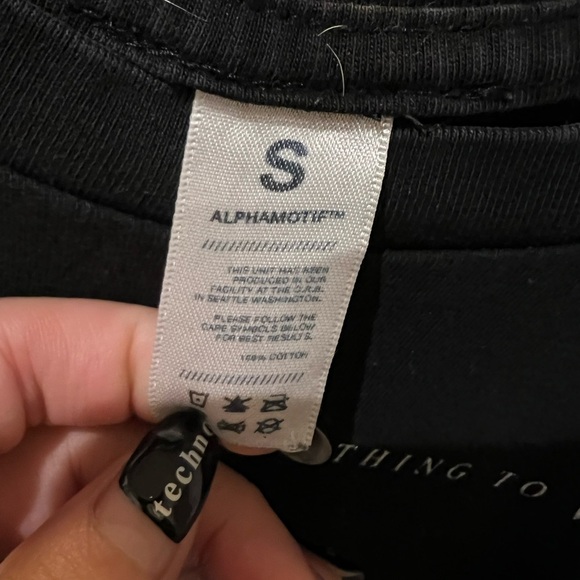 S
ALPHAMOTIF™
////////////////////////
THIS UNIT HAS BEEN
PRODUCED IN OUR
FACILITY AT THE
IN SEATTLE WASHINGTON.
PLEASE FOLLOW THE
CARE SYMBOLS BELOW
FOR BEST RESULTS.
100% COTTON
////////////////////////
techno
THING TO